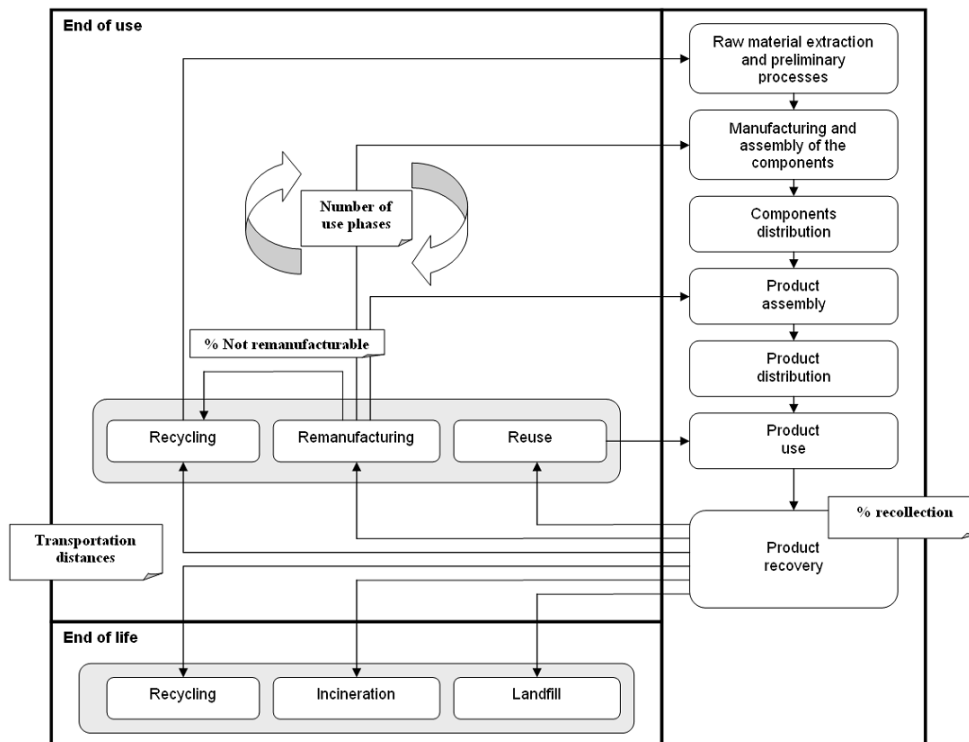 End of use
Raw material extraction
and preliminary
processes
Manufacturing and
assembly of the
components
Number of
use phases
Components
distribution
Product
assembly
% Not remanufacturable
Product
distribution
Recycling
Remanufacturing
Reuse
Product
use
% recollection
Transportation
distances
Product
recovery
End of life
Recycling
Incineration
Landfill